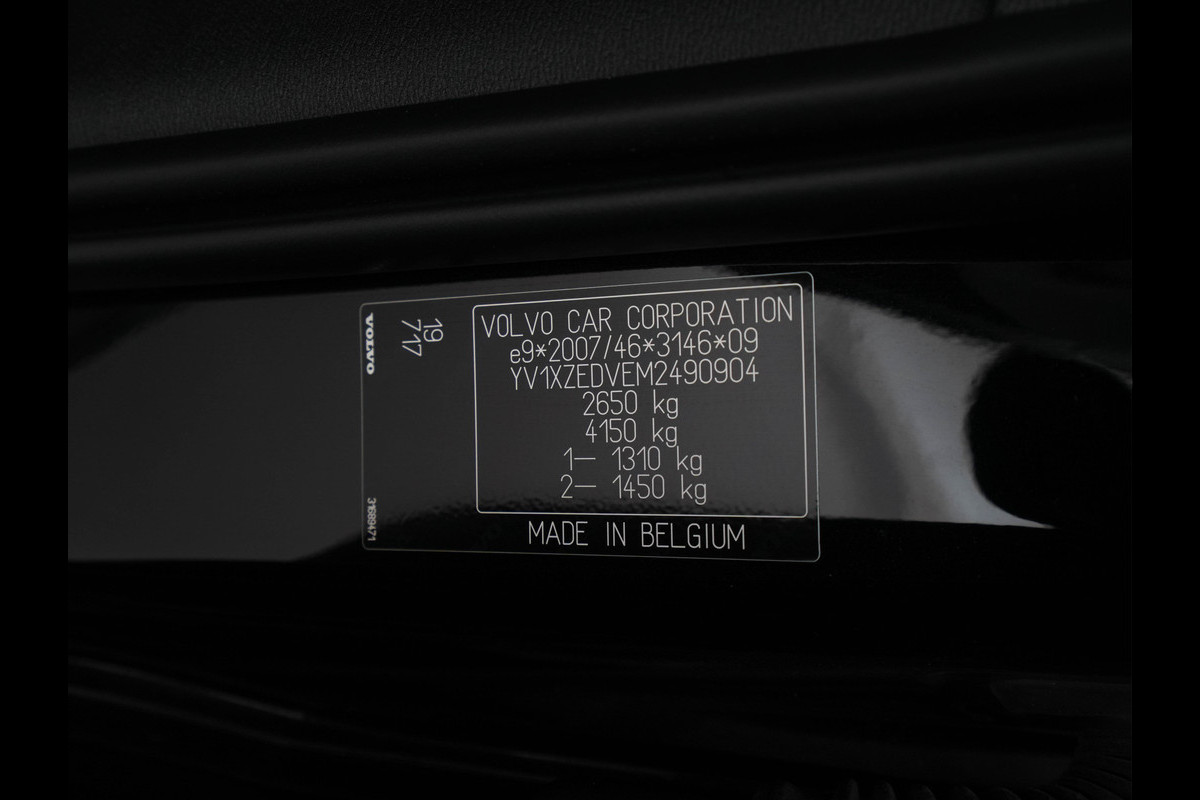 VOLVO
31689471
19
717
VOLVO CAR CORPORATION
e9*2007/46*3146*09
YV1XZEDVEM2490904
2650 kg
4150 kg
1— 1310 kg
2— 1450 kg
MADE IN BELGIUM